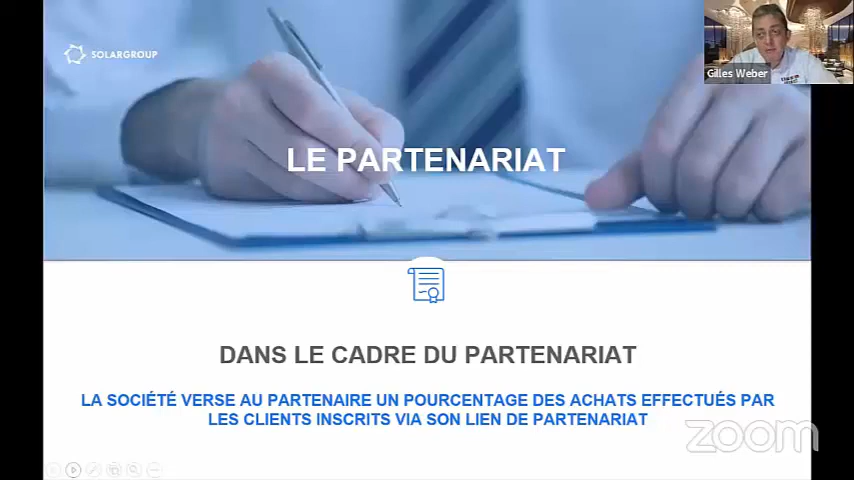 SOLARGROUP
Gilles Weber
LE PARTENARIAT
DANS LE CADRE DU PARTENARIAT
LA SOCIÉTÉ VERSE AU PARTENAIRE UN POURCENTAGE DES ACHATS EFFECTUÉS PAR
LES CLIENTS INSCRITS VIA SON LIEN DE PARTENARIAT
zoom